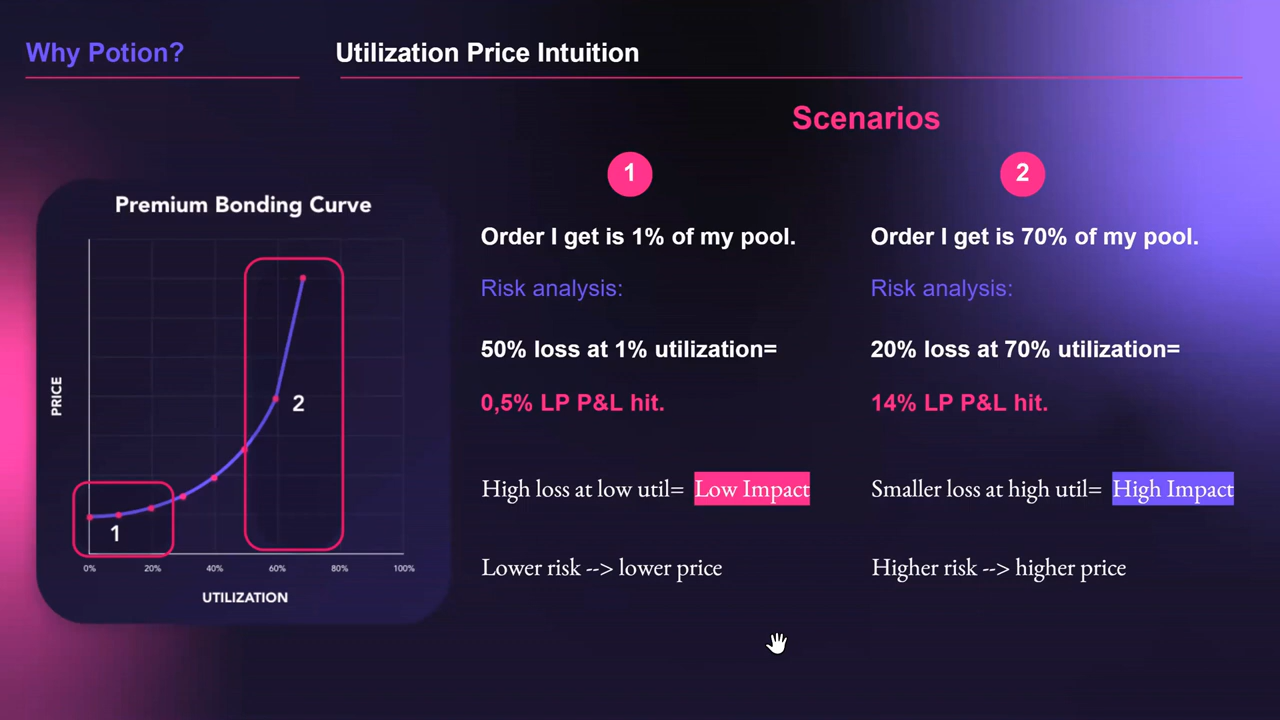 Why Potion?
Utilization Price Intuition
Scenarios
Premium Bonding Curve
PRICE
2
1
0%
20%
40%
60%
80%
100%
UTILIZATION
1
Order I get is 1% of my pool.
Risk analysis:
50% loss at 1% utilization=
0,5% LP P&L hit.
High loss at low util= Low Impact
Lower risk --> lower price
2
Order I get is 70% of my pool.
Risk analysis:
20% loss at 70% utilization=
14% LP P&L hit.
Smaller loss at high util= High Impact
Higher risk --> higher price